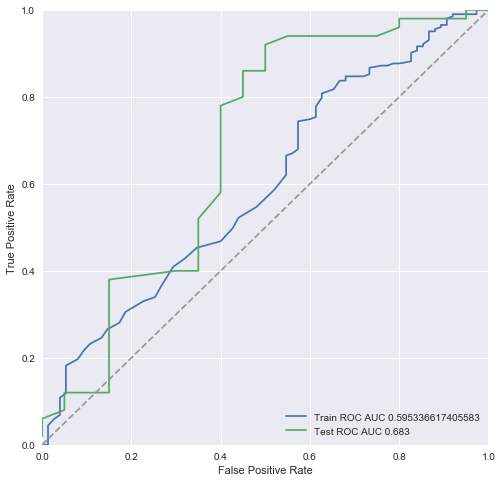 1.0
0.8
0.6
0.4
0.2
0.0
True Positive Rate
Train ROC AUC 0.595336617405583
Test ROC AUC 0.683
0.0 0.2 0.4 0.6 0.8 1.0
False Positive Rate